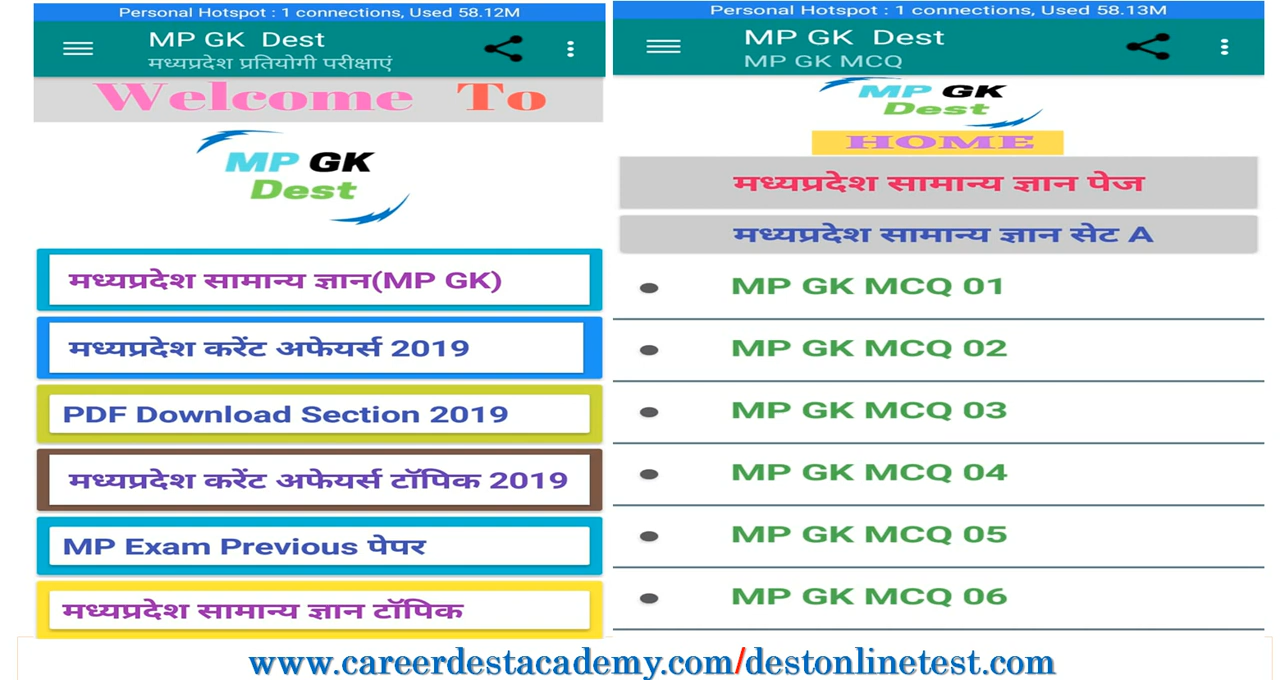 Personal Hotspot : 1 connections, Used 58.12M
MP GK Dest
मध्यप्रदेश प्रतियोगी परीक्षाएं
Welcome To
MP GK
Dest
मध्यप्रदेश सामान्य ज्ञान(MP GK)
मध्यप्रदेश करेंट अफेयर्स 2019
PDF Download Section 2019
मध्यप्रदेश करेंट अफेयर्स टॉपिक 2019
MP Exam Previous पेपर
मध्यप्रदेश सामान्य ज्ञान टॉपिक
Personal Hotspot : 1 connections, Used 58.13M
MP GK Dest
MP GK MCQ
MP GK
Dest
HOME
मध्यप्रदेश सामान्य ज्ञान पेज
मध्यप्रदेश सामान्य ज्ञान सेट A
MP GK MCQ 01
MP GK MCQ 02
MP GK MCQ 03
MP GK MCQ 04
MP GK MCQ 05
MP GK MCQ 06
www.careerdestacademy.com/destonlinetest.com